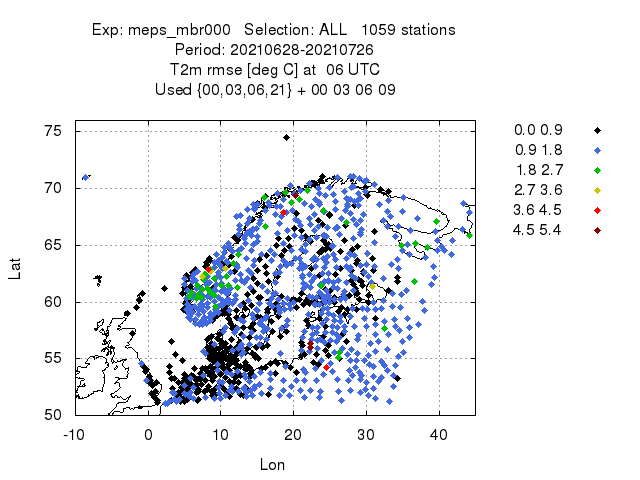 Exp: meps_mbr000 Selection: ALL 1059 stations
Period: 20210628-20210726
T2m rmse [deg C] at 06 UTC
Used {00,03,06,21} + 00 03 06 09
0.0 0.9
0.9 1.8
1.8 2.7
2.7 3.6
3.6 4.5
4.5 5.4
75
70
65
60
55
50
Lat
-10 0 10 20 30 40
Lon